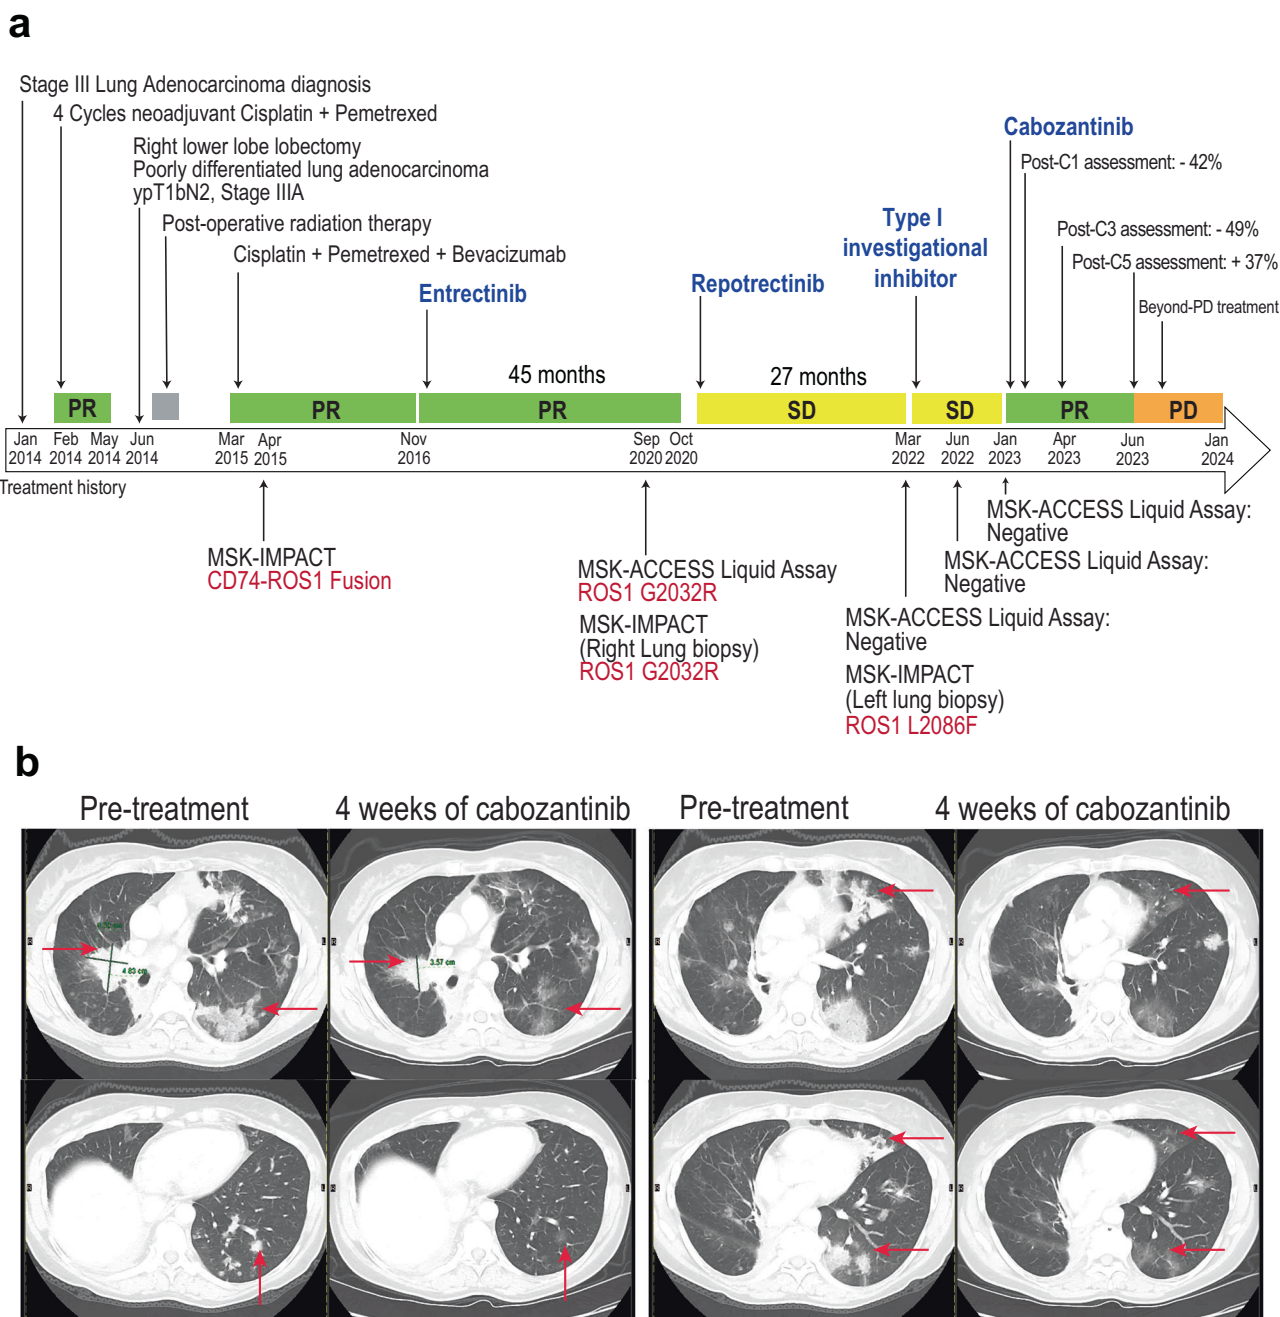 a
Stage III Lung Adenocarcinoma diagnosis
4 Cycles neoadjuvant Cisplatin + Pemetrexed
Right lower lobe lobectomy
Poorly differentiated lung adenocarcinoma
ypT1bN2, Stage IIIA
Post-operative radiation therapy
Cisplatin + Pemetrexed + Bevacizumab
Entrectinib
Repotrectinib
Type I
investigational
inhibitor
Cabozantinib
Post-C1 assessment: - 42%
Post-C3 assessment: - 49%
Post-C5 assessment: + 37%
Beyond-PD treatment
45 months
27 months
PR
PR
PR
SD
SD
PR
PD
Jan
2014
Feb
2014
May
2014
Jun
2014
Mar
2015
Apr
2015
Nov
2016
Sep
2020
Oct
2020
Mar
2022
Jun
2022
Jan
2023
Apr
2023
Jun
2023
Jan
2024
Treatment history
MSK-IMPACT
CD74-ROS1 Fusion
MSK-ACCESS Liquid Assay
ROS1 G2032R
MSK-IMPACT
(Right Lung biopsy)
ROS1 G2032R
MSK-ACCESS Liquid Assay:
Negative
MSK-IMPACT
(Left lung biopsy)
ROS1 L2086F
MSK-ACCESS Liquid Assay:
Negative
MSK-ACCESS Liquid Assay:
Negative
b
Pre-treatment
4 weeks of cabozantinib
Pre-treatment
4 weeks of cabozantinib
4.83 cm
3.57 cm